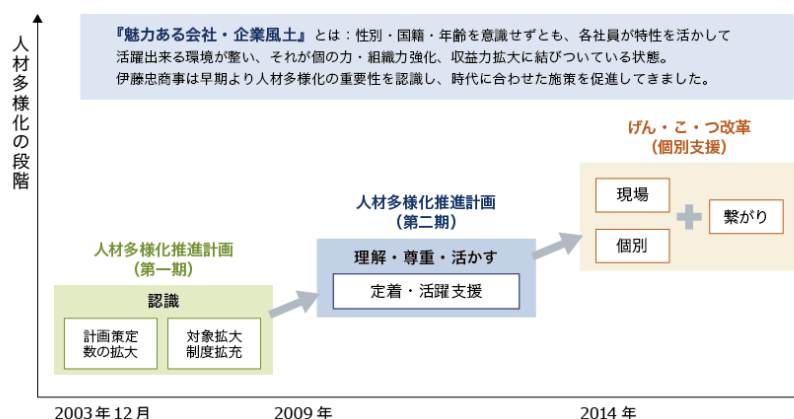 人材多様化の段階
『魅力ある会社・企業風土』とは：性別・国籍・年齢を意識せずとも、各社員が特性を活かして
活躍出来る環境が整い、それが個の力・組織力強化、収益力拡大に結びついている状態。
伊藤忠商事は早期より人材多様化の重要性を認識し、時代に合わせた施策を促進してきました。
人材多様化推進計画
（第一期）
認識
計画策定
数の拡大
対象拡大
制度拡充
人材多様化推進計画
（第二期）
理解・尊重・活かす
定着・活躍支援
げん・こ・つ改革
（個別支援）
現場
個別
繋がり
2003年12月
2009年
2014年